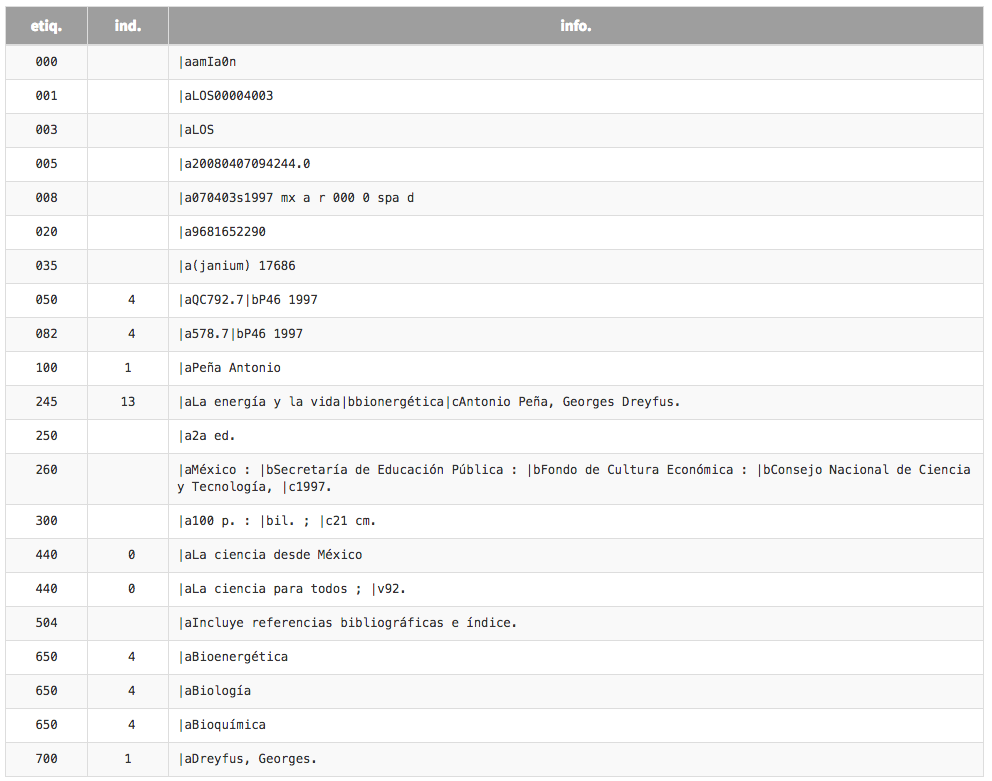 etiq. ind. info.
000 |aamIa0n
001 |aLOS00004003
003 |aLOS
005 |a20080407094244.0
008 |a070403s1997 mx a r 000 0 spa d
020 |a9681652290
035 |a(janium) 17686
050 4 |aQC792.7|bP46 1997
082 4 |a578.7|bP46 1997
100 1 |aPeña Antonio
245 13 |aLa energía y la vida|bbionergética|cAntonio Peña, Georges Dreyfus.
250 |a2a ed.
260 |aMéxico : |bSecretaría de Educación Pública : |bFondo de Cultura Económica : |bConsejo Nacional de Ciencia
y Tecnología, |c1997.
300 |a100 p. : |bil. ; |c21 cm.
440 0 |aLa ciencia desde México
440 0 |aLa ciencia para todos ; |v92.
504 |aIncluye referencias bibliográficas e índice.
650 4 |aBioenergética
650 4 |aBiología
650 4 |aBioquímica
700 1 |aDreyfus, Georges.